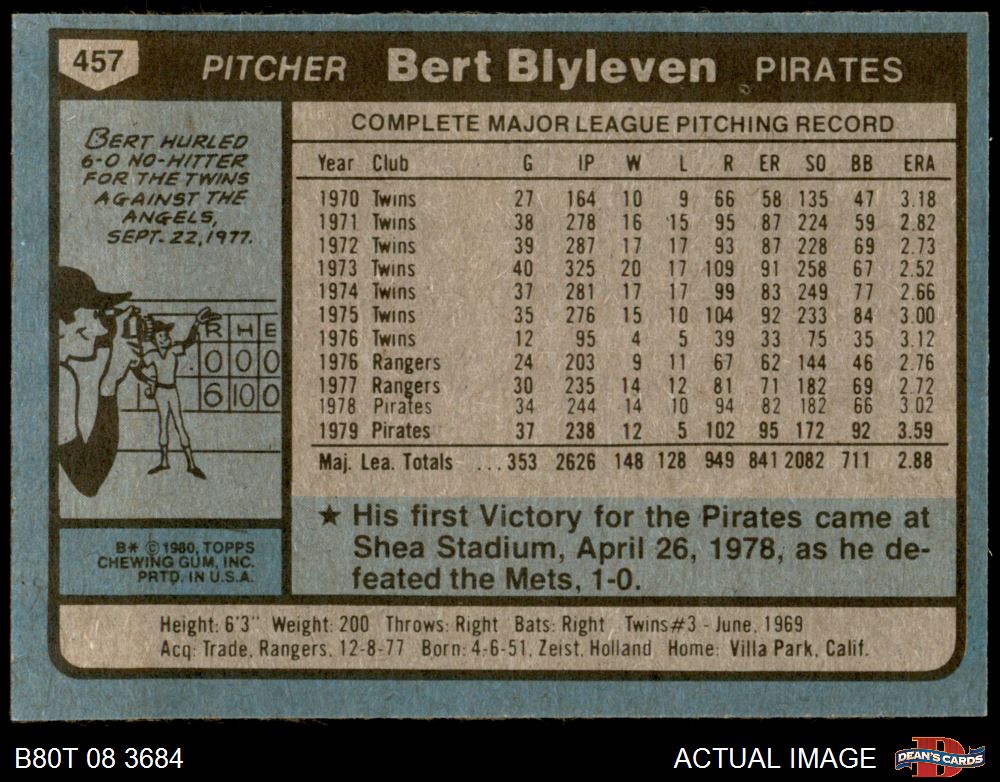 457 PITCHER Bert Blyleven PIRATES
BERT HURLED
6-0 NO-HITTER
FOR THE TWINS
AGAINST THE
ANGELS,
SEPT. 22, 1977.
R H E
0 0 0
6 10 0
COMPLETE MAJOR LEAGUE PITCHING RECORD
Year Club G IP W L R ER SO BB ERA
1970 Twins 27 164 10 9 66 58 135 47 3.18
1971 Twins 38 278 16 15 95 87 224 59 2.82
1972 Twins 39 287 17 17 93 87 228 69 2.73
1973 Twins 40 325 20 17 109 91 258 67 2.52
1974 Twins 37 281 17 17 99 83 249 77 2.66
1975 Twins 35 276 15 10 104 92 233 84 3.00
1976 Twins 12 95 4 5 39 33 75 35 3.12
1976 Rangers 24 203 9 11 67 62 144 46 2.76
1977 Rangers 30 235 14 12 81 71 182 69 2.72
1978 Pirates 34 244 14 10 94 82 182 66 3.02
1979 Pirates 37 238 12 5 102 95 172 92 3.59
Maj. Lea. Totals ...353 2626 148 128 949 841 2082 711 2.88
★ His first Victory for the Pirates came at
Shea Stadium, April 26, 1978, as he de-
feated the Mets, 1-0.
B* © 1980, TOPPS
CHEWING GUM, INC.
PRTD. IN U.S.A.
Height: 6'3" Weight: 200 Throws: Right Bats: Right Twins #3 - June, 1969
Acq: Trade, Rangers, 12-8-77 Born: 4-6-51, Zeist, Holland Home: Villa Park, Calif.
B80T 08 3684 ACTUAL IMAGE D DEAN'S CARDS